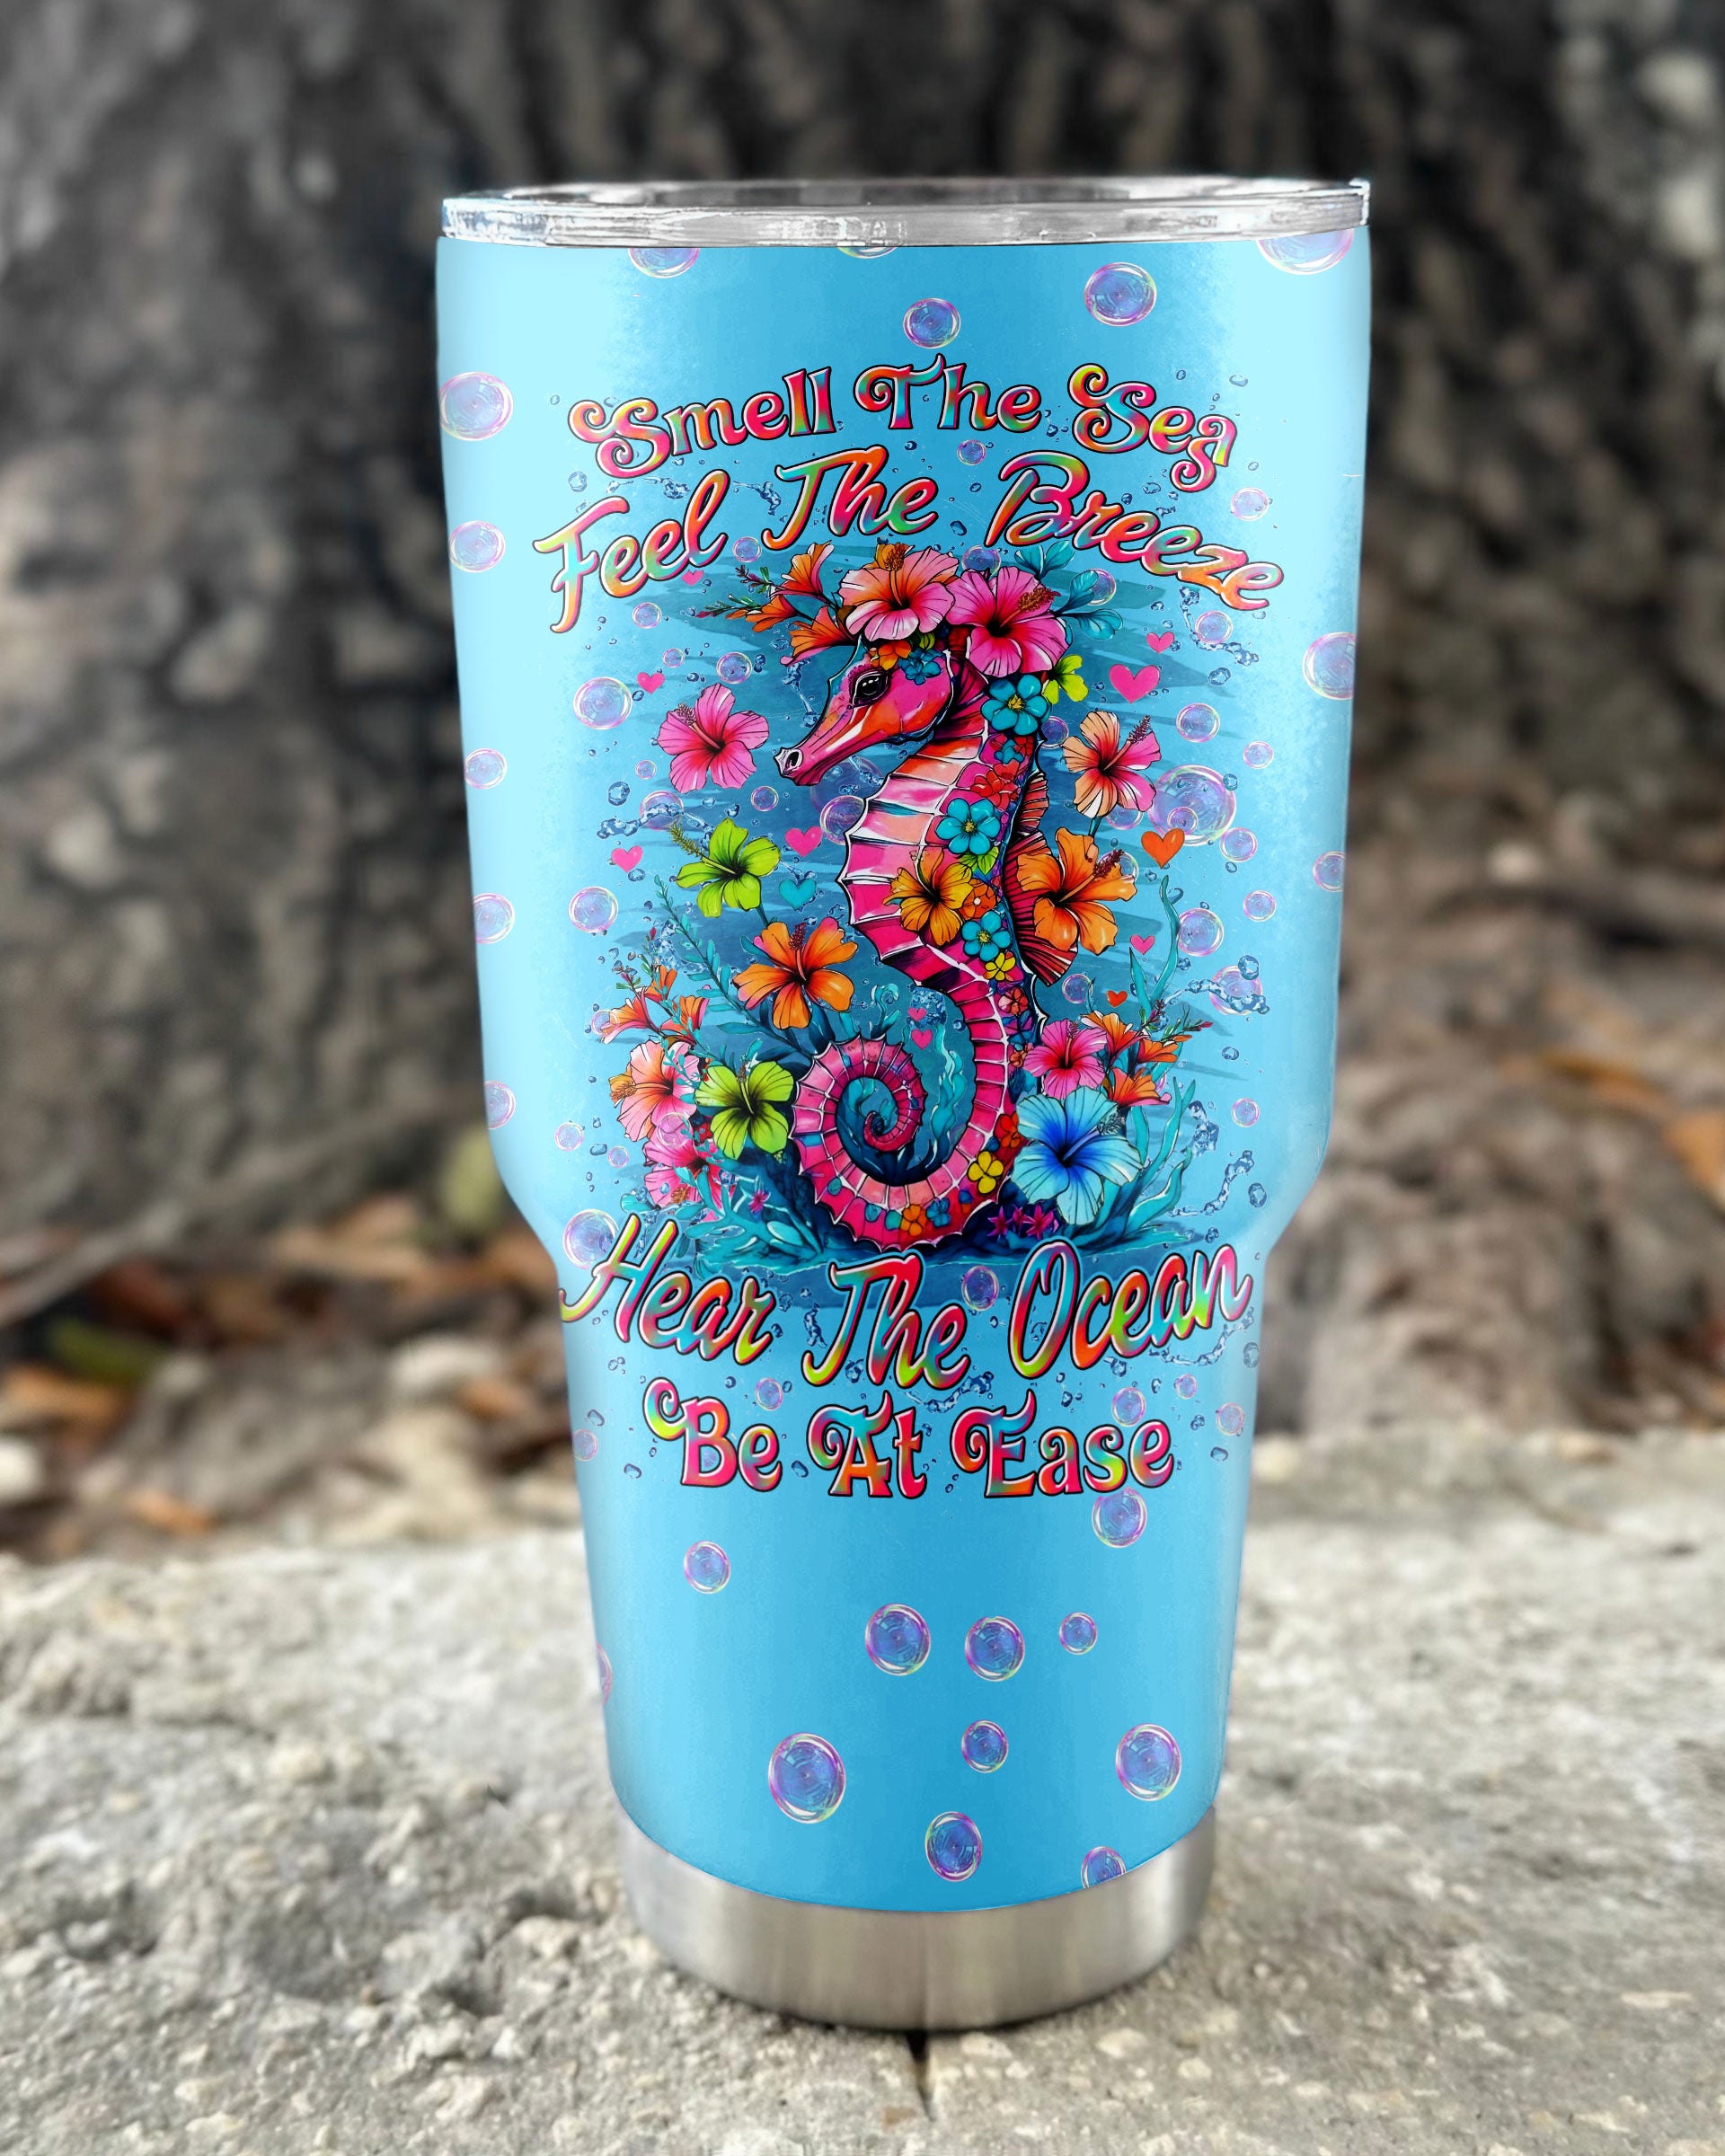 Smell The Sea
Feel The Breeze
Hear The Ocean
Be At Ease